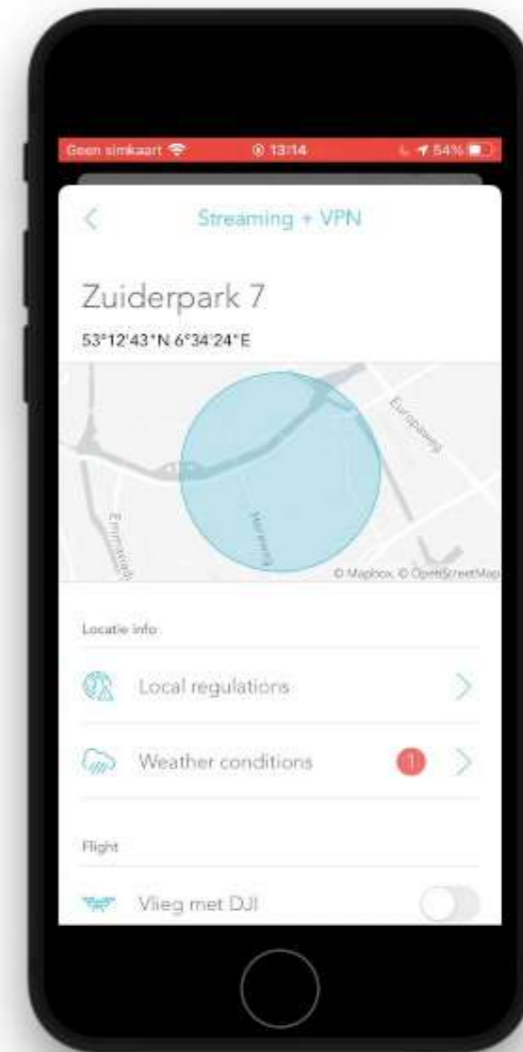 Geen simkaart 13:14 54%
Streaming + VPN
Zuiderpark 7
53°12'43"N 6°34'24"E
Europaweg
Hereweg
© Mapbox, © OpenStreetMap
Locatie info
Local regulations
Weather conditions 1
Flight
Vlieg met DJI